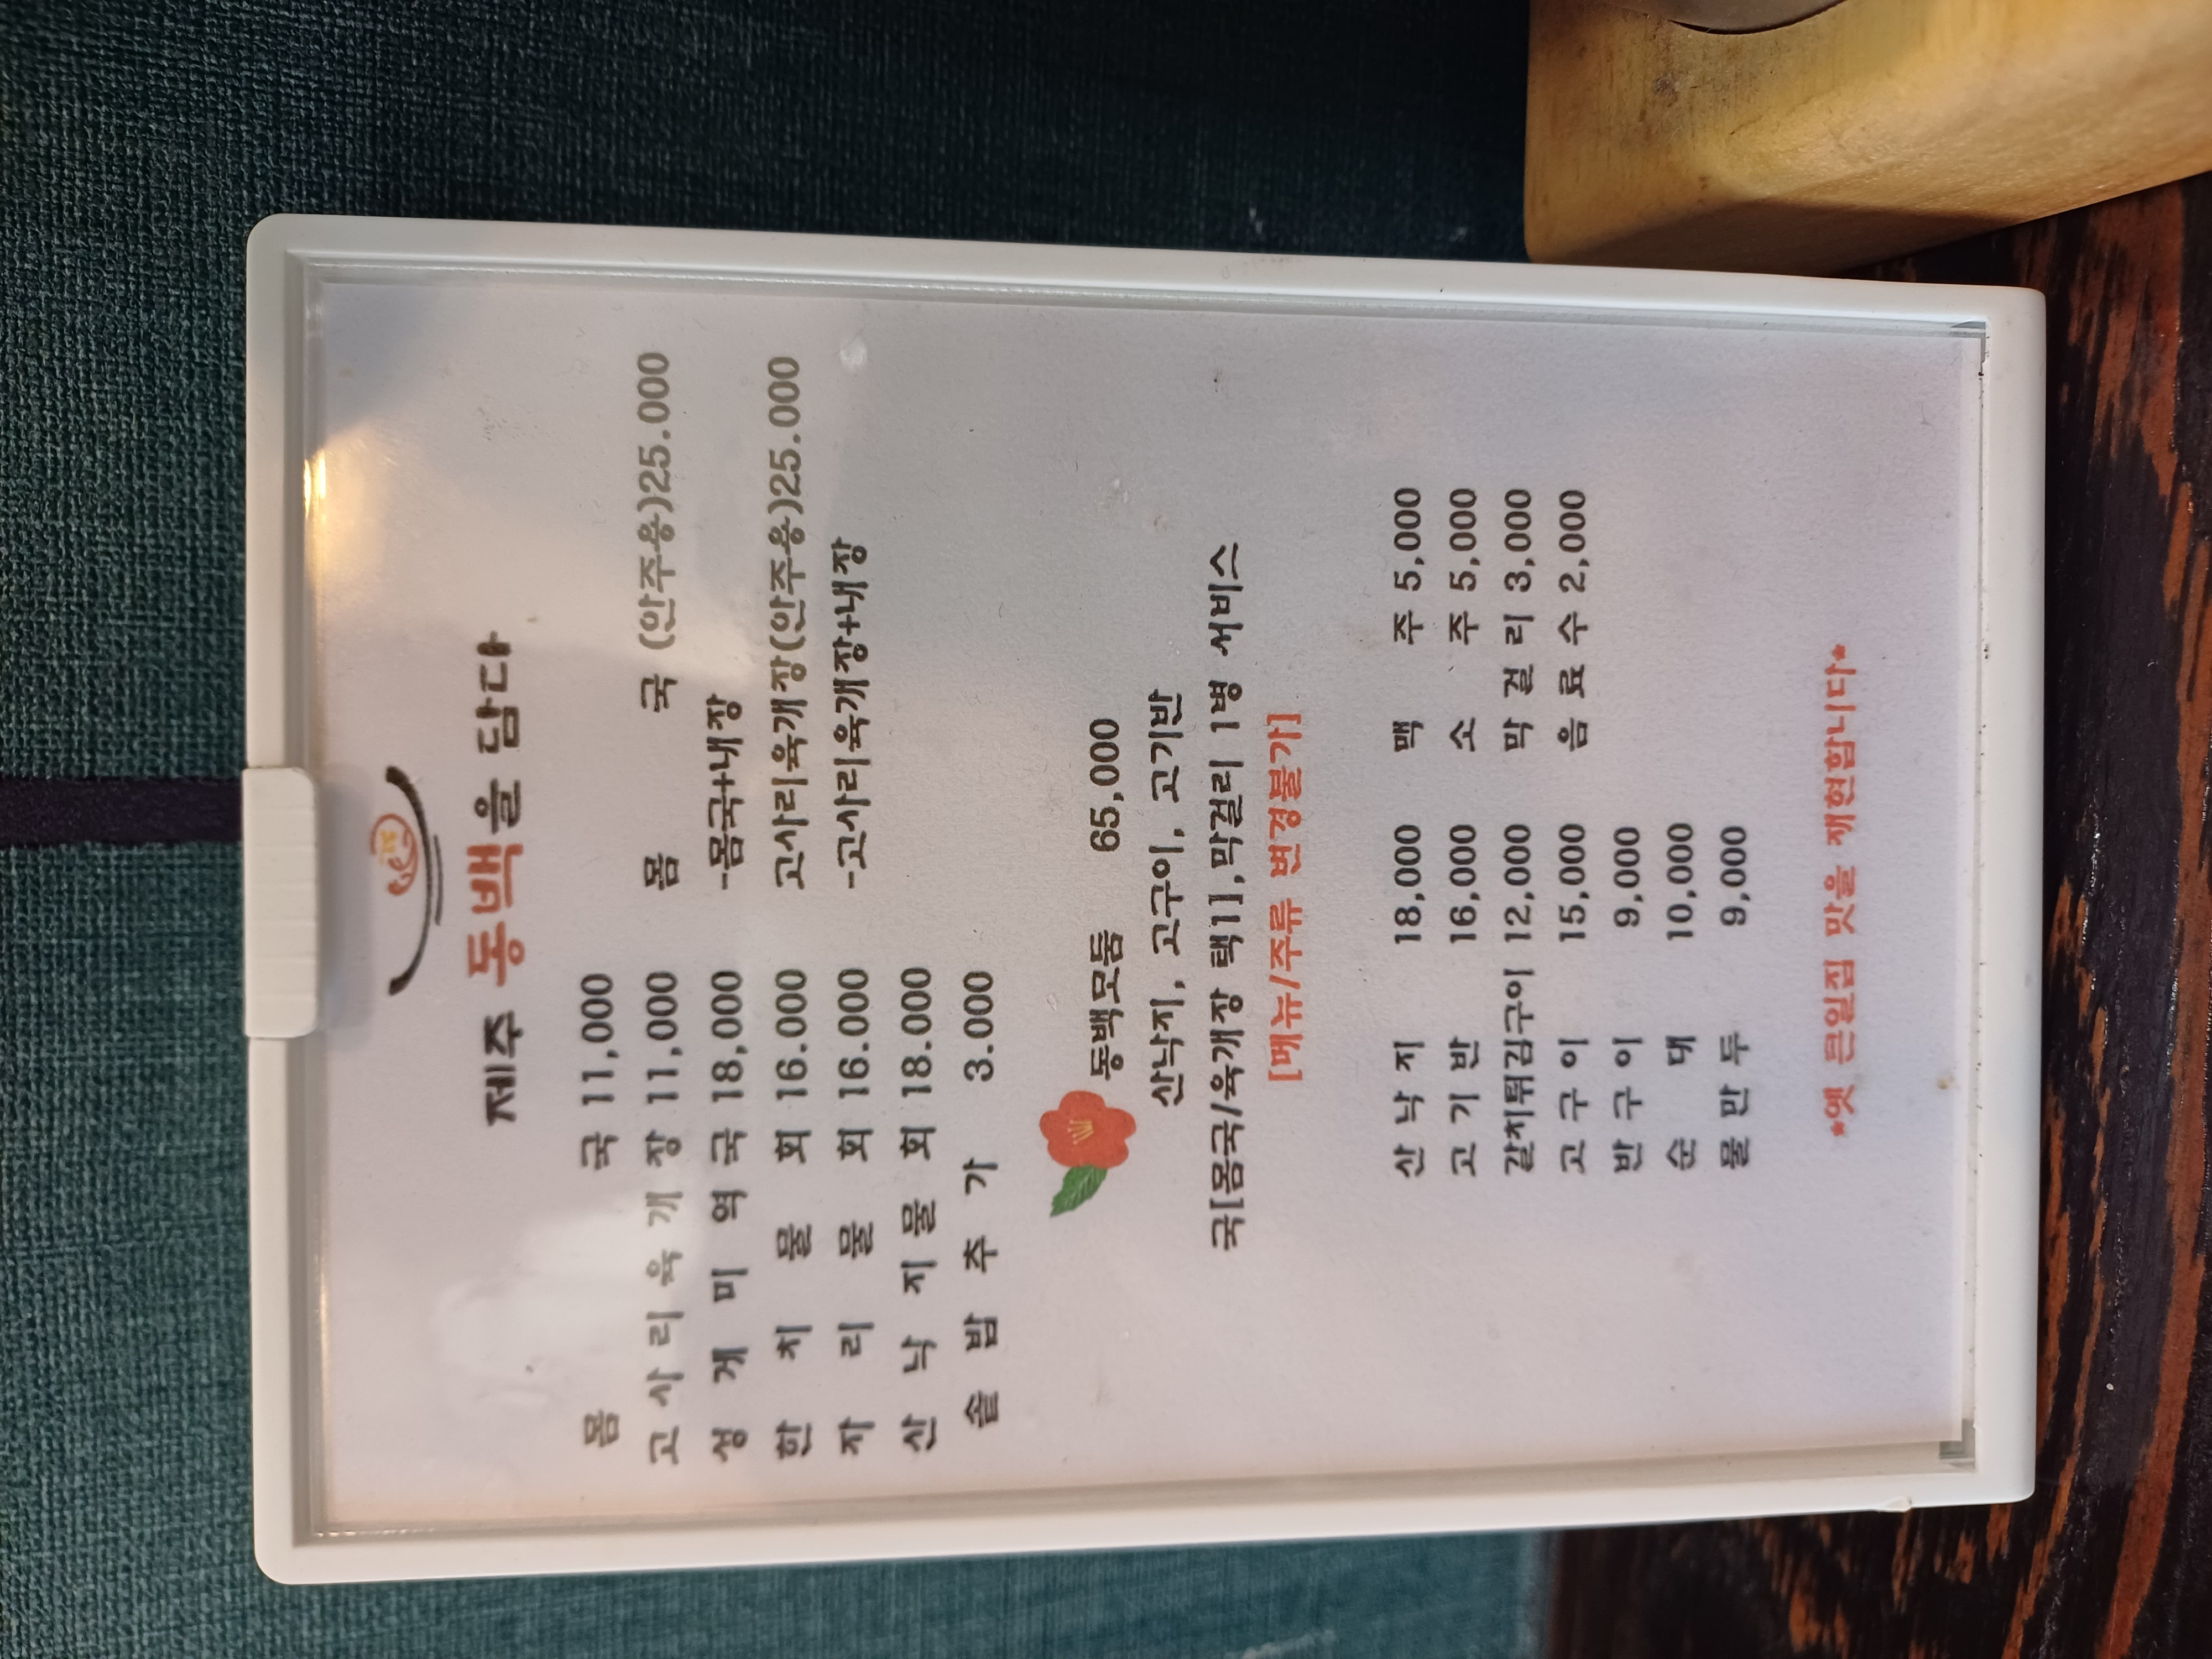 제주 동백을 담다
몸 국 11,000
고사리육개장 11,000
성게미역국 18,000
한치물회 16.000
자리물회 16.000
산낙지물회 18.000
솥밥추가 3.000
몸 국 (안주용)25.000
-몸국+내장
고사리육개장(안주용)25.000
-고사리육개장+내장
동백모둠 65,000
산낙지, 고구이, 고기반
국[몸국/육개장 택1],막걸리 1병 서비스
[메뉴/주류 변경불가]
산낙지 18,000
고기반 16,000
갈치튀김구이 12,000
고구이 15,000
반구이 9,000
순대 10,000
물만두 9,000
맥 주 5,000
소 주 5,000
막걸리 3,000
음료수 2,000
*옛 큰일집 맛을 재현합니다*